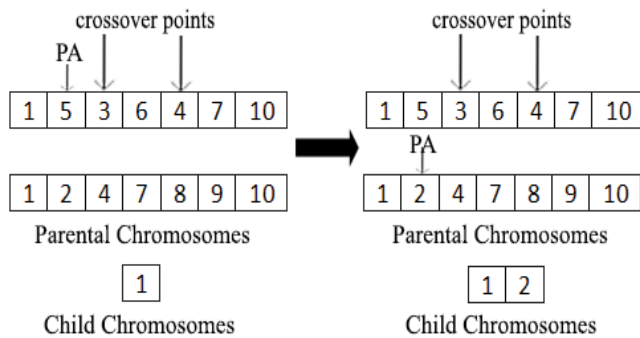 crossover points
PA
1 5 3 6 4 7 10
1 2 4 7 8 9 10
Parental Chromosomes
1
Child Chromosomes
crossover points
1 5 3 6 4 7 10
PA
1 2 4 7 8 9 10
Parental Chromosomes
1 2
Child Chromosomes